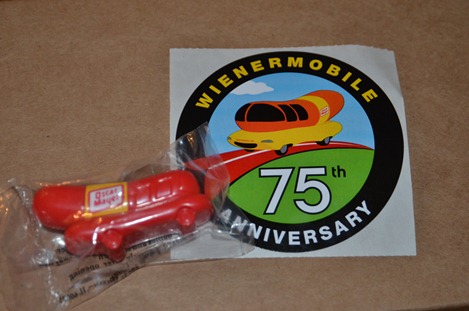 WIENERMOBILE
75th
ANNIVERSARY
Oscar
Mayer